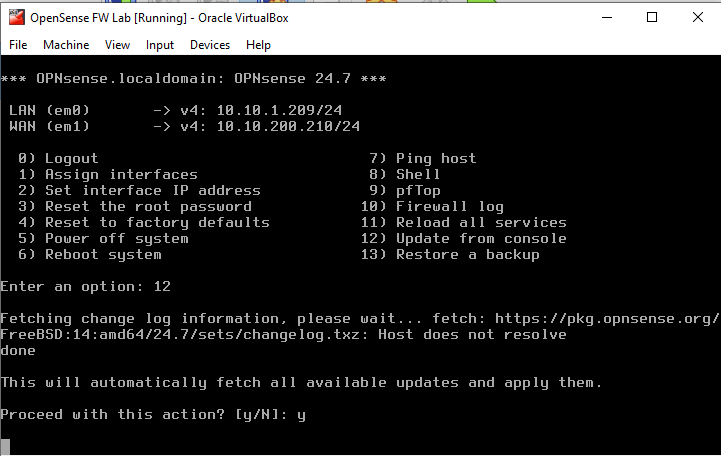 OpenSense FW Lab [Running] - Oracle VirtualBox
File Machine View Input Devices Help
*** OPNsense.localdomain: OPNsense 24.7 ***
LAN (em0) -> v4: 10.10.1.209/24
WAN (em1) -> v4: 10.10.200.210/24
0) Logout 7) Ping host
1) Assign interfaces 8) Shell
2) Set interface IP address 9) pfTop
3) Reset the root password 10) Firewall log
4) Reset to factory defaults 11) Reload all services
5) Power off system 12) Update from console
6) Reboot system 13) Restore a backup
Enter an option: 12
Fetching change log information, please wait... fetch: https://pkg.opnsense.org/
FreeBSD:14:amd64/24.7/sets/changelog.txz: Host does not resolve
done
This will automatically fetch all available updates and apply them.
Proceed with this action? [y/N]: y